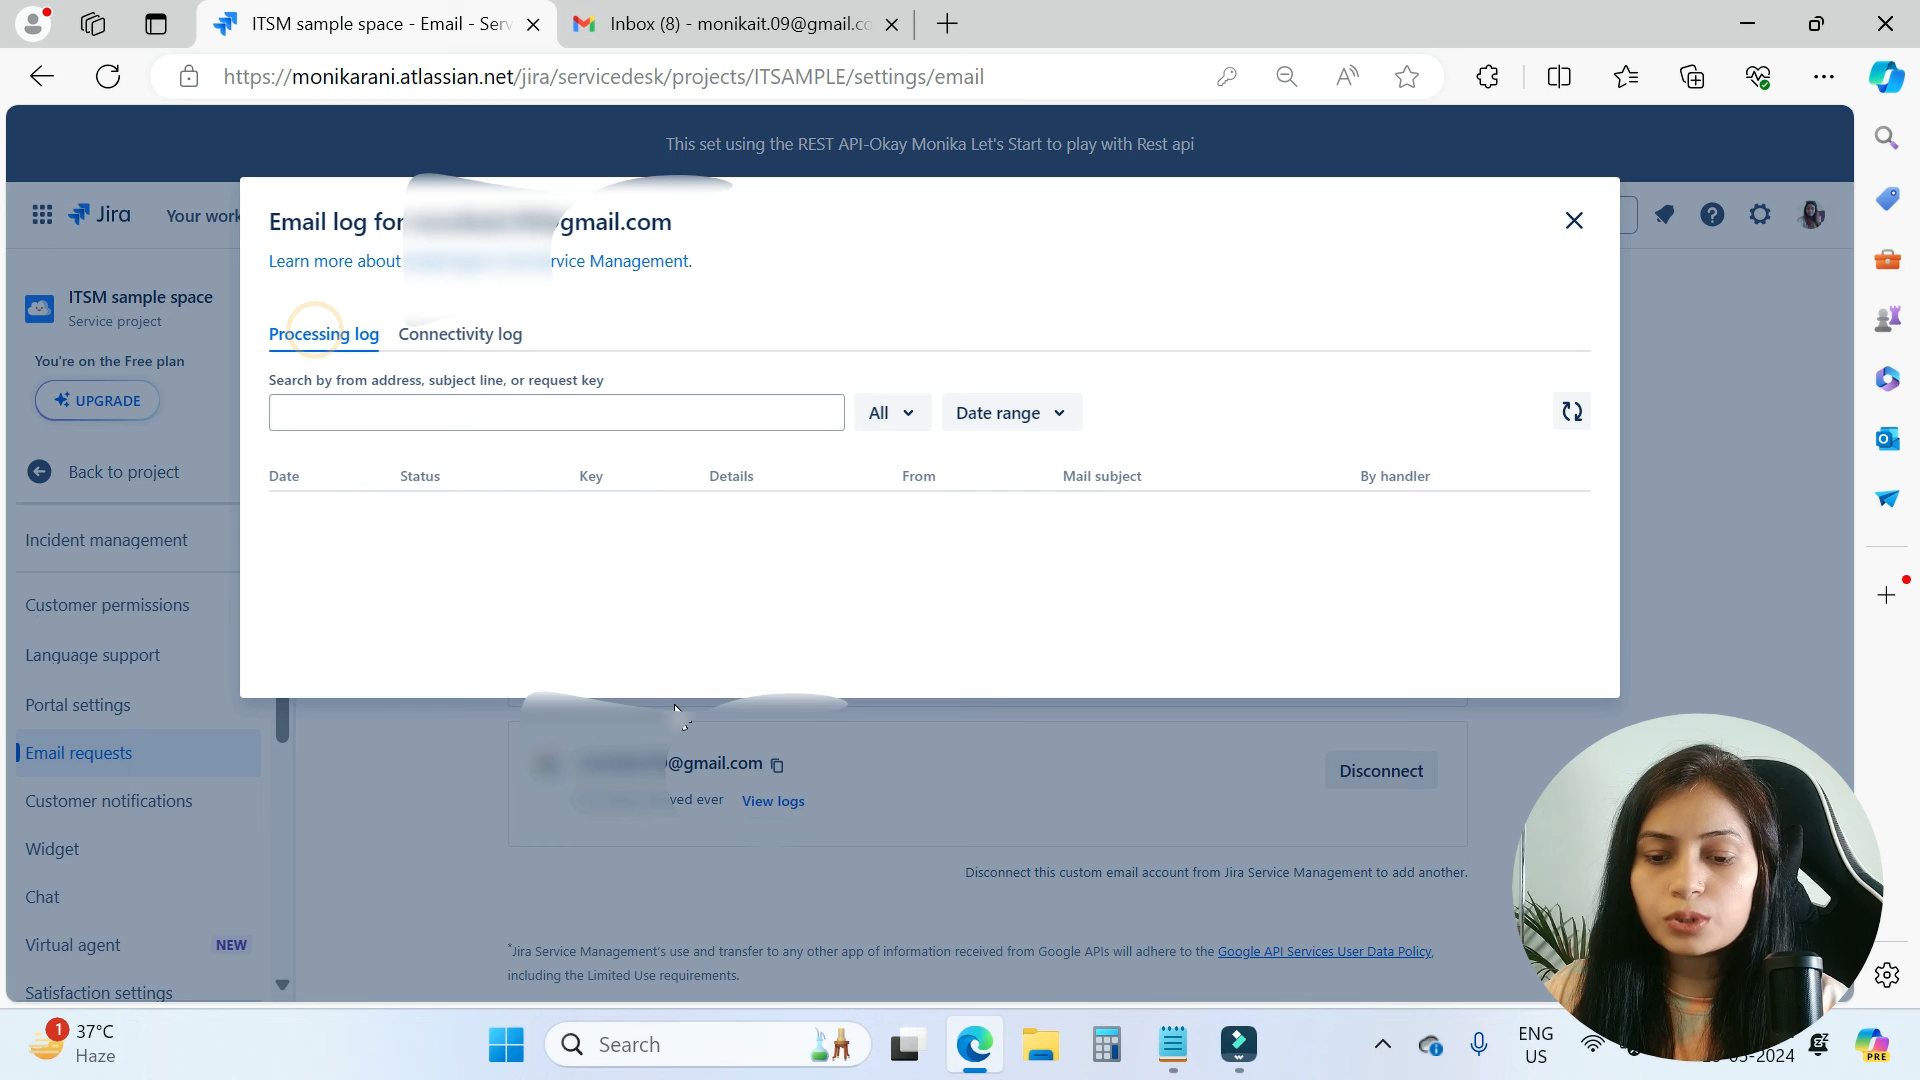 ITSM sample space - Email - Serv
Inbox (8) - monikait.09@gmail.co
https://monikarani.atlassian.net/jira/servicedesk/projects/ITSAMPLE/settings/email
This set using the REST API-Okay Monika Let's Start to play with Rest api
Jira
Your work
Email log for gmail.com
Learn more about rvice Management.
ITSM sample space
Service project
You're on the Free plan
UPGRADE
Back to project
Incident management
Customer permissions
Language support
Portal settings
Email requests
Customer notifications
Widget
Chat
Virtual agent NEW
Satisfaction settings
Processing log Connectivity log
Search by from address, subject line, or request key
All Date range
Date Status Key Details From Mail subject By handler
@gmail.com
ved ever View logs
Disconnect
Disconnect this custom email account from Jira Service Management to add another.
*Jira Service Management's use and transfer to any other app of information received from Google APIs will adhere to the Google API Services User Data Policy,
including the Limited Use requirements.
1
37°C
Haze
Search
ENG
US
-2024
PRE